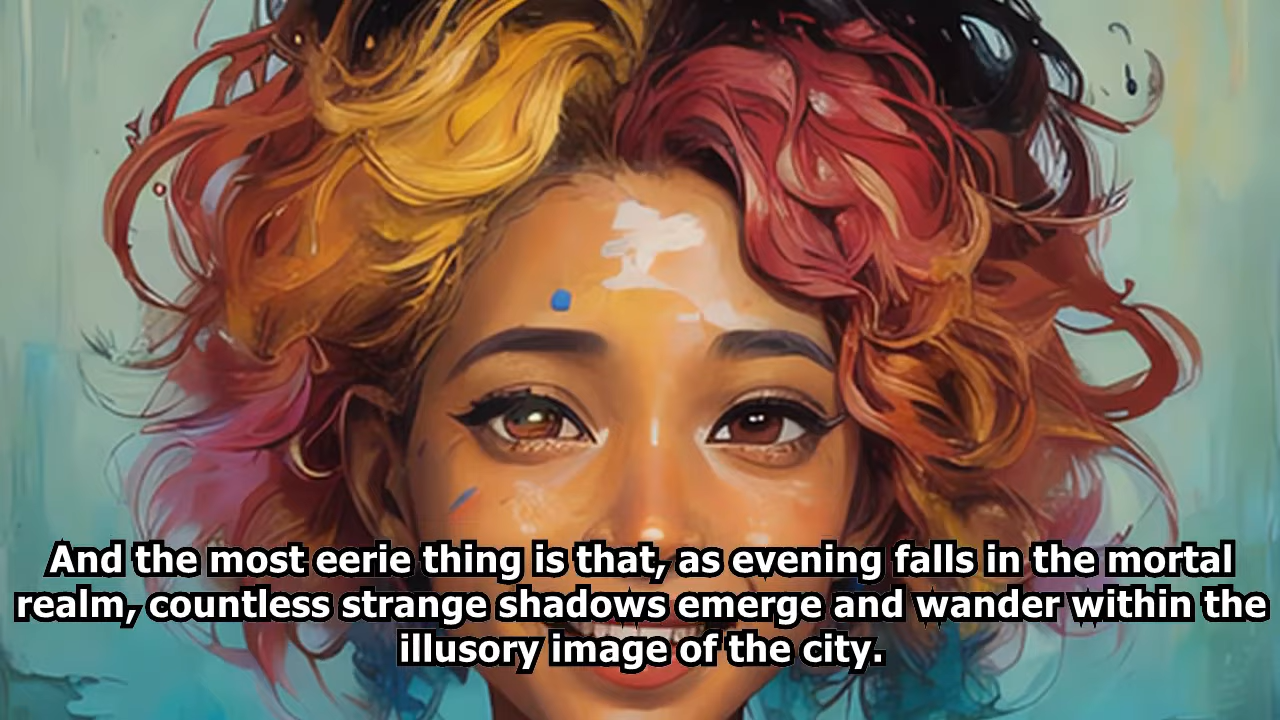 And the most eerie thing is that, as evening falls in the mortal
realm, countless strange shadows emerge and wander within the
illusory image of the city.